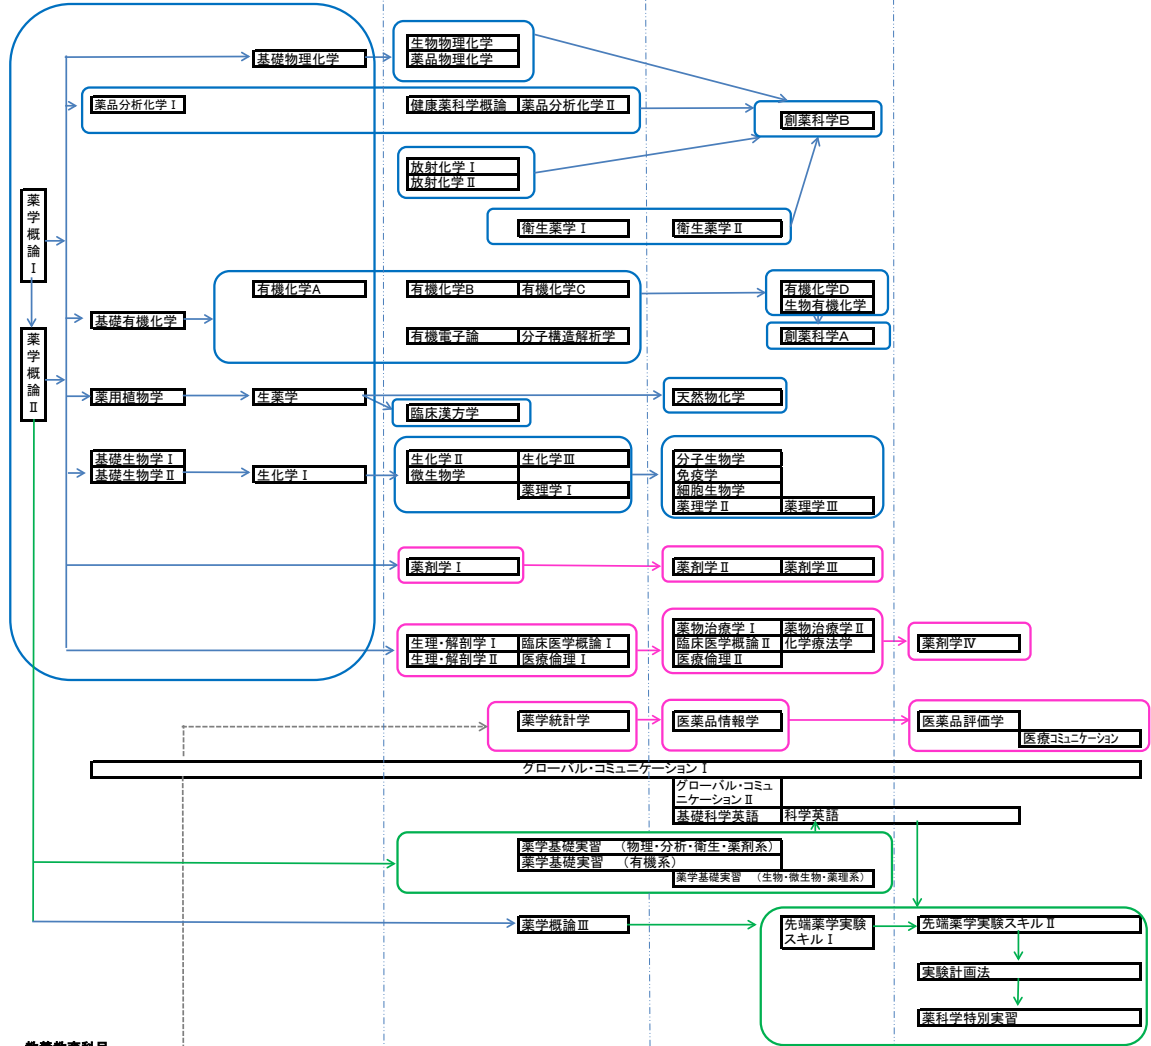 基礎物理化学
生物物理化学
薬品物理化学
薬品分析化学Ⅰ
健康薬科学概論
薬品分析化学Ⅱ
創薬科学B
放射化学Ⅰ
放射化学Ⅱ
薬学概論Ⅰ
衛生薬学Ⅰ
衛生薬学Ⅱ
有機化学A
有機化学B
有機化学C
有機化学D
生物有機化学
基礎有機化学
薬学概論Ⅱ
有機電子論
分子構造解析学
創薬科学A
薬用植物学
生薬学
天然物化学
臨床漢方学
基礎生物学Ⅰ
基礎生物学Ⅱ
生化学Ⅰ
生化学Ⅱ
生化学Ⅲ
微生物学
薬理学Ⅰ
分子生物学
免疫学
細胞生物学
薬理学Ⅱ
薬理学Ⅲ
薬剤学Ⅰ
薬剤学Ⅱ
薬剤学Ⅲ
生理・解剖学Ⅰ
臨床医学概論Ⅰ
生理・解剖学Ⅱ
医療倫理Ⅰ
薬物治療学Ⅰ
薬物治療学Ⅱ
臨床医学概論Ⅱ
化学療法学
医療倫理Ⅱ
薬剤学Ⅳ
薬学統計学
医薬品情報学
医薬品評価学
医療コミュニケーション
グローバル・コミュニケーションⅠ
グローバル・コミュ
ニケーションⅡ
基礎科学英語
科学英語
薬学基礎実習 （物理・分析・衛生・薬剤系）
薬学基礎実習 （有機系）
薬学基礎実習 （生物・微生物・薬理系）
薬学概論Ⅲ
先端薬学実験
スキルⅠ
先端薬学実験スキルⅡ
実験計画法
薬科学特別実習